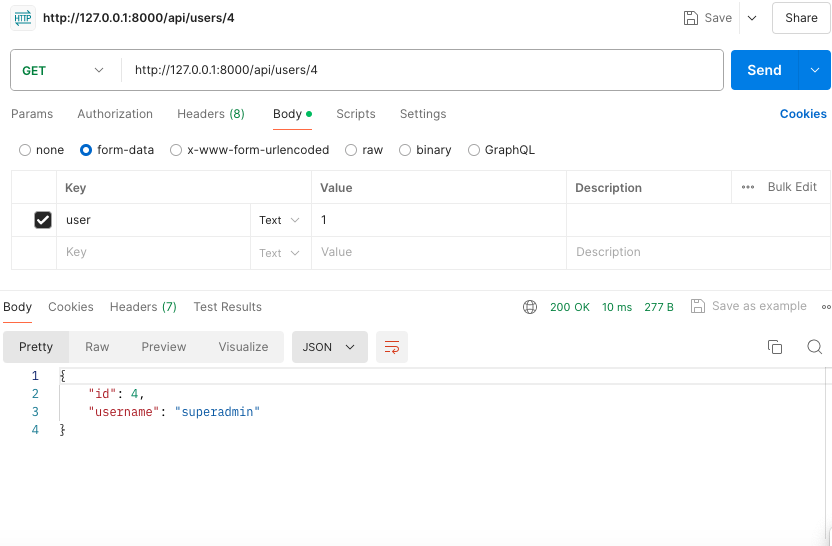 HTTP http://127.0.0.1:8000/api/users/4 Save Share
GET http://127.0.0.1:8000/api/users/4 Send
Params Authorization Headers (8) Body Scripts Settings Cookies
none form-data x-www-form-urlencoded raw binary GraphQL
Key Value Description Bulk Edit
user Text 1
Key Text Value Description
Body Cookies Headers (7) Test Results 200 OK 10 ms 277 B Save as example
Pretty Raw Preview Visualize JSON
1 {
2 "id": 4,
3 "username": "superadmin"
4 }